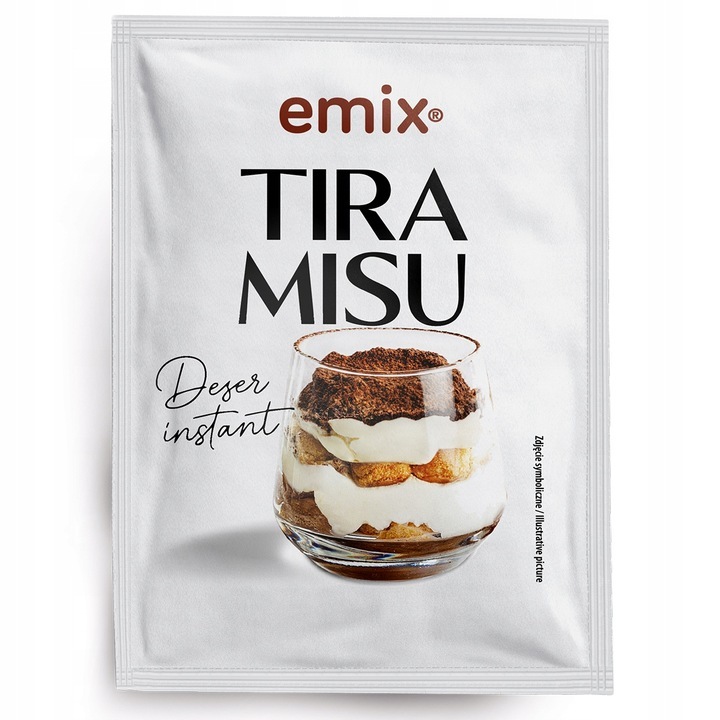 emix®
TIRA
MISU
Deser
instant
Zdjęcie symboliczne / Illustrative picture